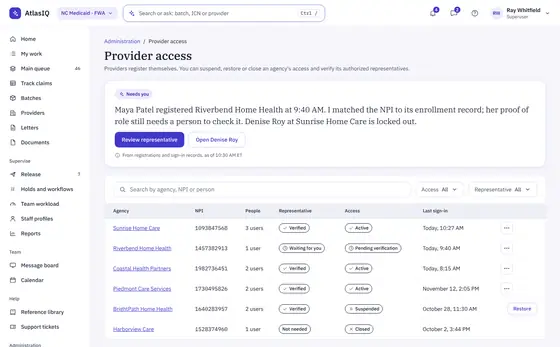 AtlasIQ
NC Medicaid - FWA
Search or ask: batch, ICN or provider
Ctrl /
4
2
RW
Ray Whitfield
Supervisor
Home
My work
Main queue
Track claims
Batches
Providers
Letters
Documents
Supervise
Release
Holds and workflows
Team workload
Staff profiles
Reports
Team
Message board
Calendar
Help
Reference library
Support tickets
Administration
Administration / Provider access
Provider access
Providers register themselves. You can suspend, restore or close an agency's access and verify its authorized representatives.
Needs you
Maya Patel registered Riverbend Home Health at 9:40 AM. I matched the NPI to its enrollment record; her proof of
role still needs a person to check it. Denise Roy at Sunrise Home Care is locked out.
Review representative
Open Denise Roy
From registrations and sign-in records, as of 10:30 AM ET
Search by agency, NPI or person
Access All
Representative All
Agency NPI People Representative Access Last sign-in
Sunrise Home Care 1093847568 3 users Verified Active Today, 10:27 AM
Riverbend Home Health 1457382913 1 user Waiting for you Pending verification Today, 9:40 AM
Coastal Health Partners 1982736451 2 users Verified Active Today, 8:15 AM
Piedmont Care Services 1730495826 2 users Verified Active November 12, 2:05 PM
BrightPath Home Health 1640283957 2 users Verified Suspended October 28, 11:30 AM Restore
Harborview Care 1528374960 1 user Not needed Closed October 2, 3:44 PM